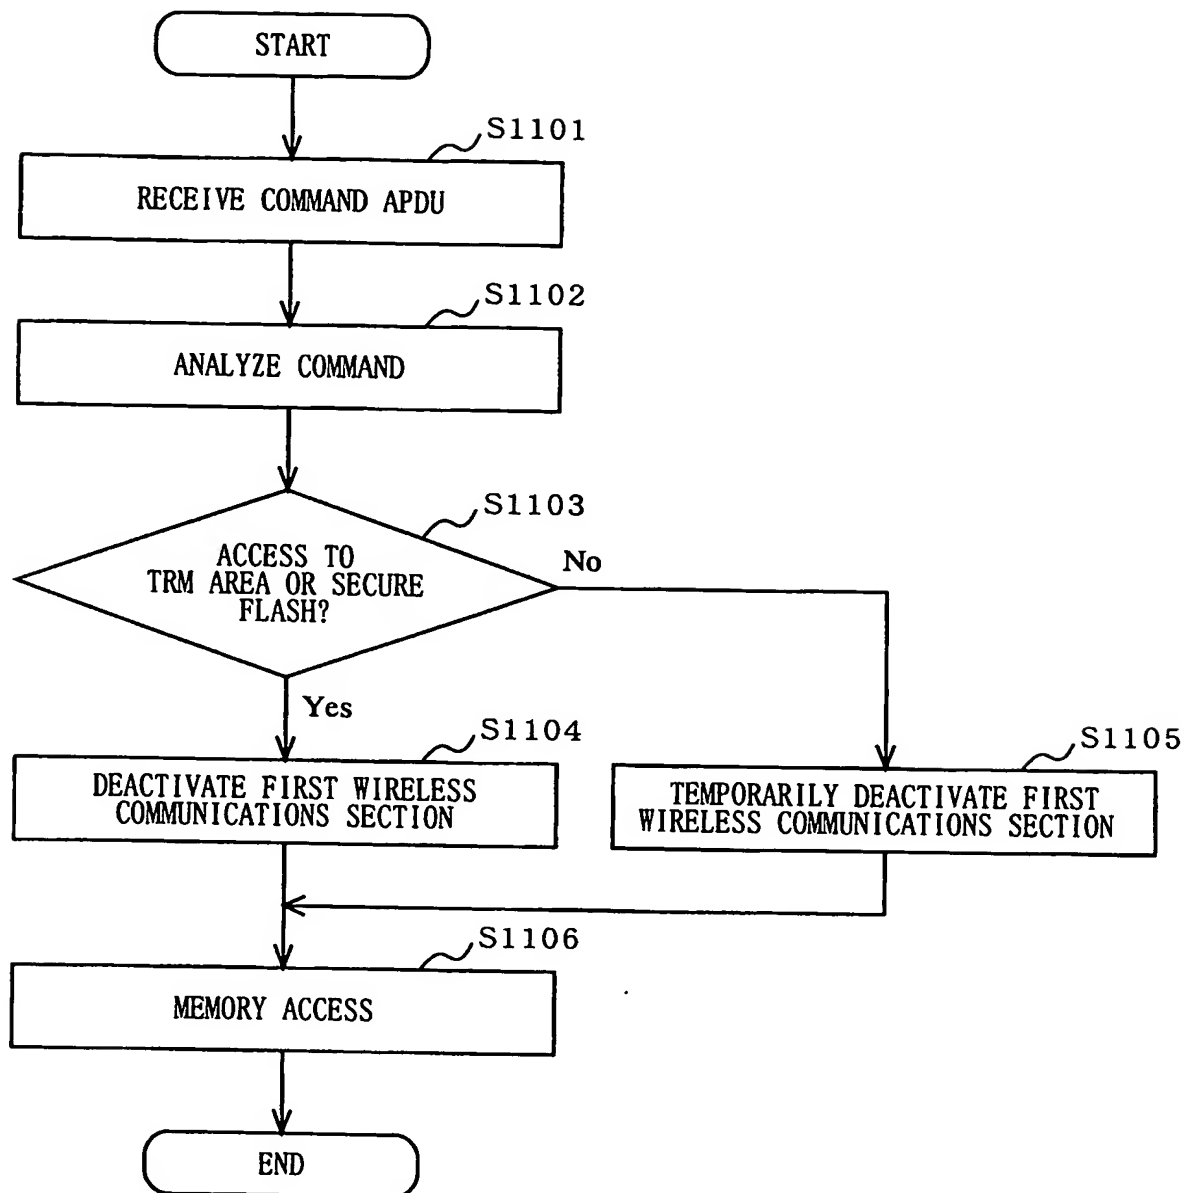 START
S1101
RECEIVE COMMAND APDU
S1102
ANALYZE COMMAND
S1103
ACCESS TO
TRM AREA OR SECURE
FLASH?
No
Yes
S1104
DEACTIVATE FIRST WIRELESS
COMMUNICATIONS SECTION
S1105
TEMPORARILY DEACTIVATE FIRST
WIRELESS COMMUNICATIONS SECTION
S1106
MEMORY ACCESS
END